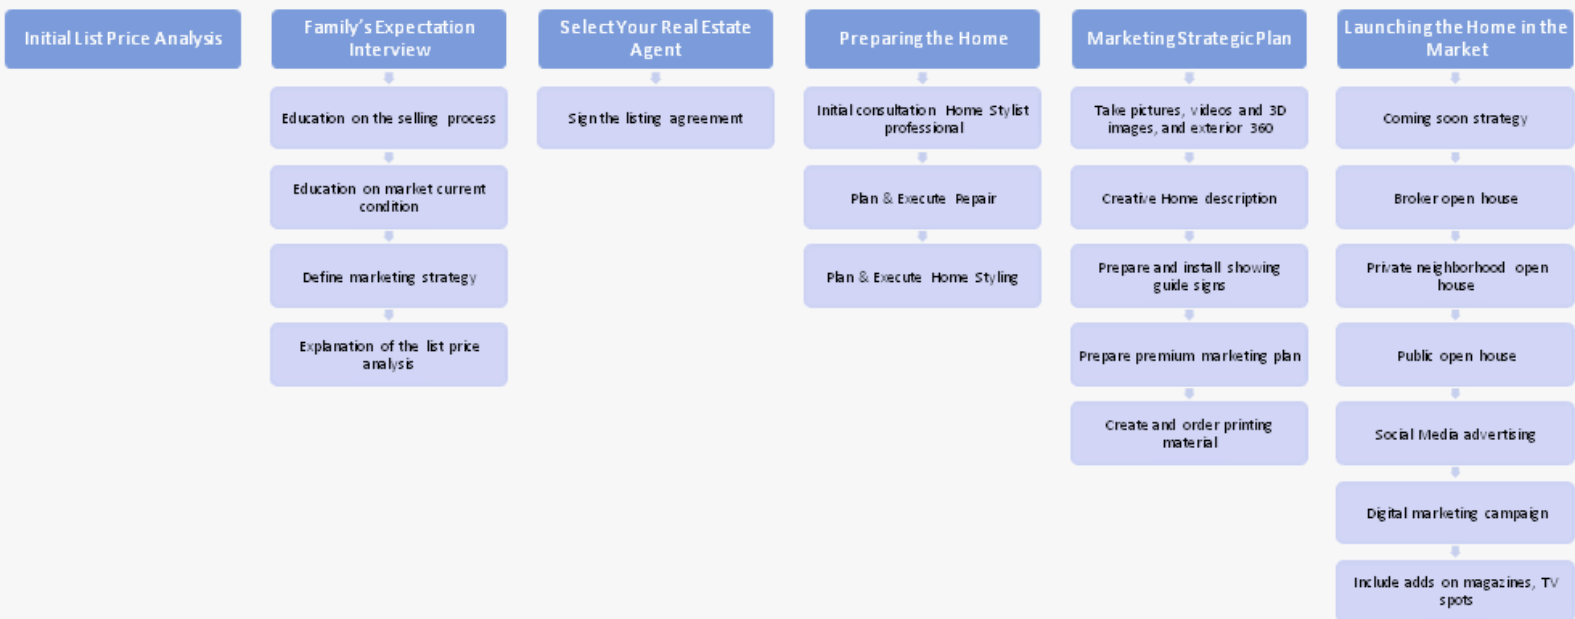 Initial List Price Analysis
Family's Expectation
Interview
Education on the selling process
Education on market current
condition
Define marketing strategy
Explanation of the list price
analysis
Select Your Real Estate
Agent
Sign the listing agreement
Preparing the Home
Initial consultation Home Stylist
professional
Plan & Execute Repair
Plan & Execute Home Styling
Marketing Strategic Plan
Take pictures, videos and 3D
images, and exterior 360
Creative Home description
Prepare and install showing
guide signs
Prepare premium marketing plan
Create and order printing
material
Launching the Home in the
Market
Coming soon strategy
Broker open house
Private neighborhood open
house
Public open house
Social Media advertising
Digital marketing campaign
Include adds on magazines, TV
spots